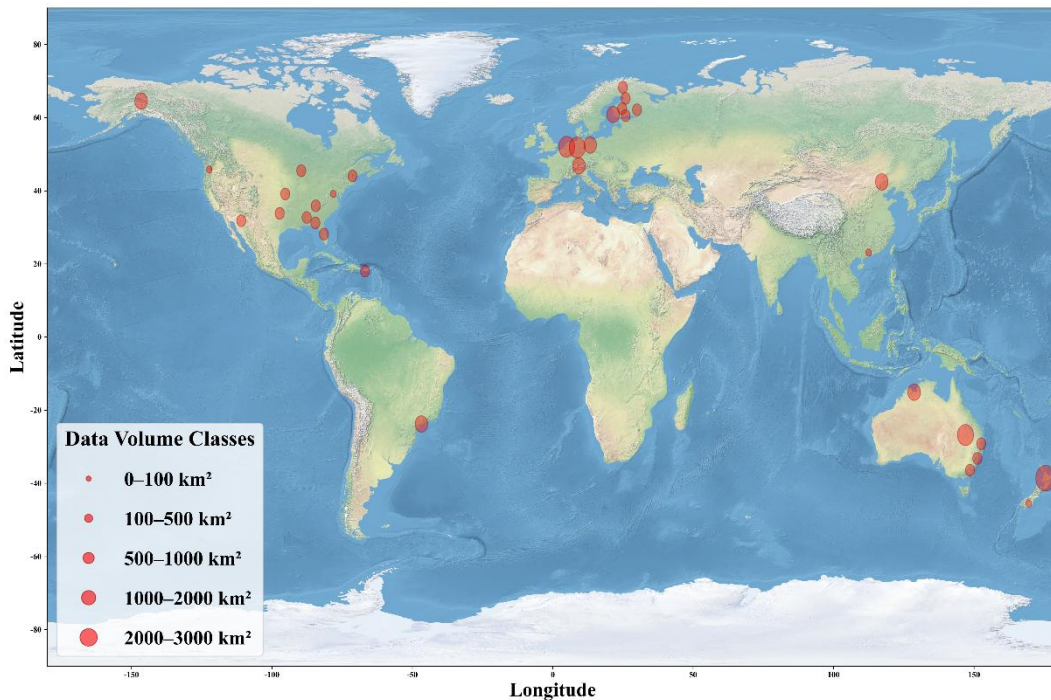 80
60
40
20
0
-20
-40
-60
-80
Latitude
Data Volume Classes
0–100 km²
100–500 km²
500–1000 km²
1000–2000 km²
2000–3000 km²
-150
-100
-50
0
50
100
150
Longitude